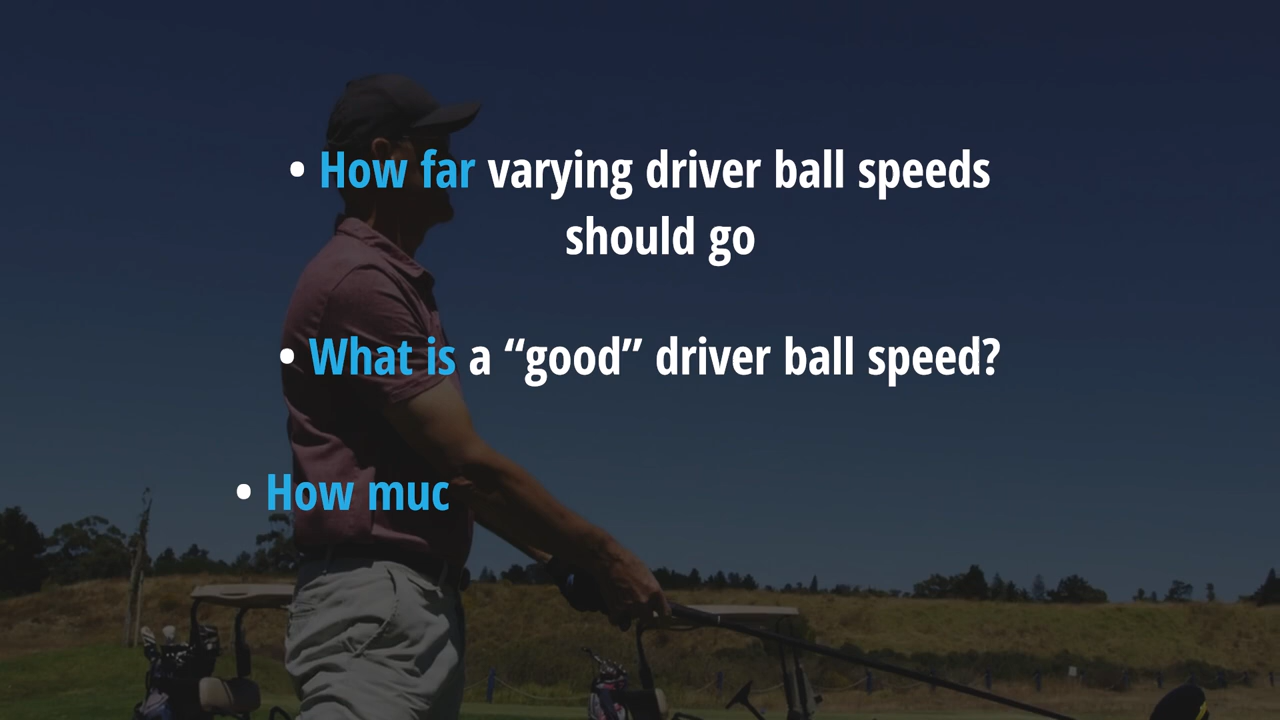 • How far varying driver ball speeds
should go
• What is a “good” driver ball speed?
• How muc